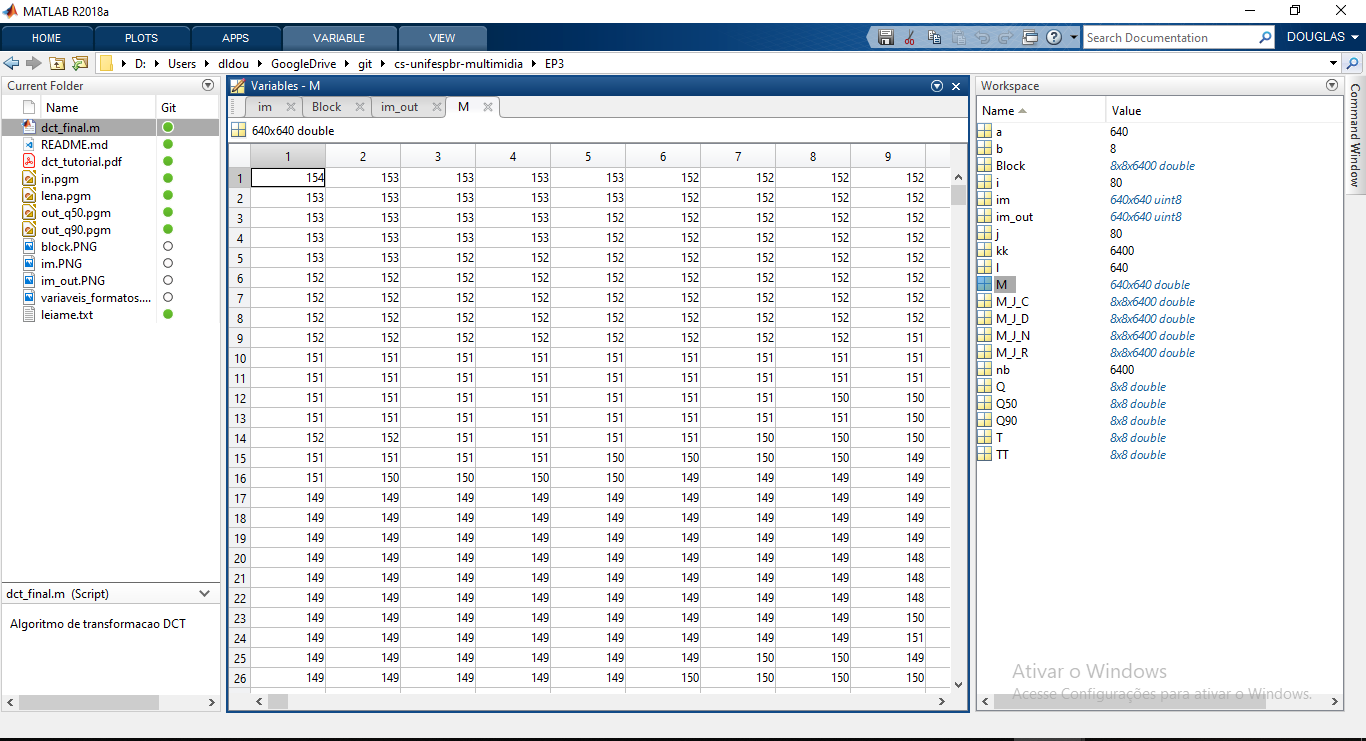 MATLAB R2018a
HOME PLOTS APPS VARIABLE VIEW Search Documentation DOUGLAS
D: Users dldou GoogleDrive git cs-unifespbr-multimidia EP3
Current Folder
Name Git
dct_final.m
README.md
dct_tutorial.pdf
in.pgm
lena.pgm
out_q50.pgm
out_q90.pgm
block.PNG
im.PNG
im_out.PNG
variaveis_formatos....
leiame.txt
dct_final.m (Script)
Algoritmo de transformacao DCT
Variables - M
im Block im_out M
640x640 double
1 2 3 4 5 6 7 8 9
1 154 153 153 153 153 152 152 152 152
2 153 153 153 153 153 152 152 152 152
3 153 153 153 153 152 152 152 152 152
4 153 153 153 153 152 152 152 152 152
5 153 153 152 152 152 152 152 152 152
6 152 152 152 152 152 152 152 152 152
7 152 152 152 152 152 152 152 152 152
8 152 152 152 152 152 152 152 152 152
9 152 152 152 152 152 152 152 152 151
10 151 151 151 151 151 151 151 151 151
11 151 151 151 151 151 151 151 151 151
12 151 151 151 151 151 151 151 150 150
13 151 151 151 151 151 151 151 151 150
14 152 152 151 151 151 151 150 150 150
15 151 151 151 151 150 150 150 150 149
16 151 150 150 150 150 149 149 149 149
17 149 149 149 149 149 149 149 149 149
18 149 149 149 149 149 149 149 149 149
19 149 149 149 149 149 149 149 149 149
20 149 149 149 149 149 149 149 149 148
21 149 149 149 149 149 149 149 149 148
22 149 149 149 149 149 149 149 149 148
23 149 149 149 149 149 149 149 149 150
24 149 149 149 149 149 149 149 149 151
25 149 149 149 149 149 149 150 150 149
26 149 149 149 149 149 150 150 150 150
Workspace
Name Value
a 640
b 8
Block 8x8x6400 double
i 80
im 640x640 uint8
im_out 640x640 uint8
j 80
kk 6400
l 640
M 640x640 double
M_J_C 8x8x6400 double
M_J_D 8x8x6400 double
M_J_N 8x8x6400 double
M_J_R 8x8x6400 double
nb 6400
Q 8x8 double
Q50 8x8 double
Q90 8x8 double
T 8x8 double
TT 8x8 double
Command Window
Ativar o Windows
Acesse Configurações para ativar o Windows.